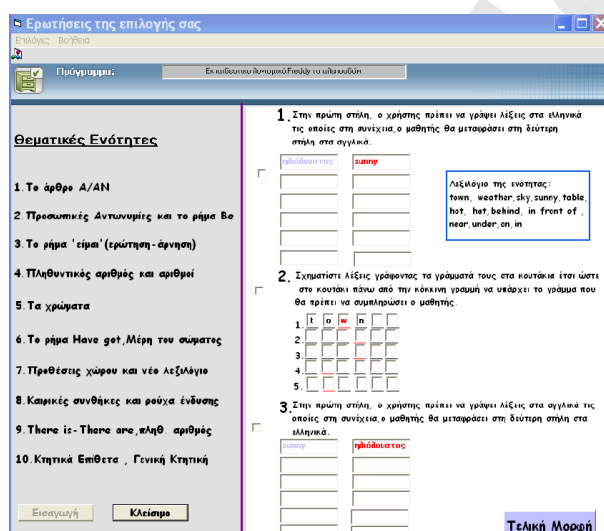 Ερωτήσεις της επιλογής σας
Επιλογες Βοήθεια
Πρόγραμμα:
Εκπαιδευτικο λογισμικό Freddy το αλεπουδάκι
Θεματικές Ενότητες
1. Το άρθρο A/AN
2. Προσωπικές Αντωνυμίες και το ρήμα Be
3. Το ρήμα 'είμαι' (ερώτηση-άρνηση)
4. Πληθυντικός αριθμός και αριθμοί
5. Τα χρώματα
6. Το ρήμα Have got, Μέρη του σώματος
7. Προθέσεις χώρου και νέο λεξιλόγιο
8. Καιρικές συνθήκες και ρούχα ένδυσης
9. There is- There are, πληθ. αριθμός
10. Κτητικά Επίθετα , Γενική Κτητική
Εισαγωγή Κλείσιμο
1. Στην πρώτη στήλη, ο χρήστης πρέπει να γράψει λέξεις στα ελληνικά
τις οποίες στη συνέχεια, ο μαθητής θα μεταφράσει στη δεύτερη
στήλη στα αγγλικά.
ηλιόλουστος sunny
Λεξιλόγιο της ενότητας:
town, weather, sky, sunny, table,
hot, hat, behind, in front of ,
near, under, on, in
2. Σχηματίστε λέξεις γράφοντας τα γράμματά τους στα κουτάκια έτσι ώστε
στο κουτάκι πάνω από την κόκκινη γραμμή να υπάρχει το γράμμα που
θα πρέπει να συμπληρώσει ο μαθητής.
1. t o w n
2.
3.
4.
5.
3. Στην πρώτη στήλη, ο χρήστης πρέπει να γράψει λέξεις στα αγγλικά τις
οποίες στη συνέχεια, ο μαθητής θα μεταφράσει στη δεύτερη στήλη στα
ελληνικά.
sunny ηλιόλουστος
Τελική Μορφή